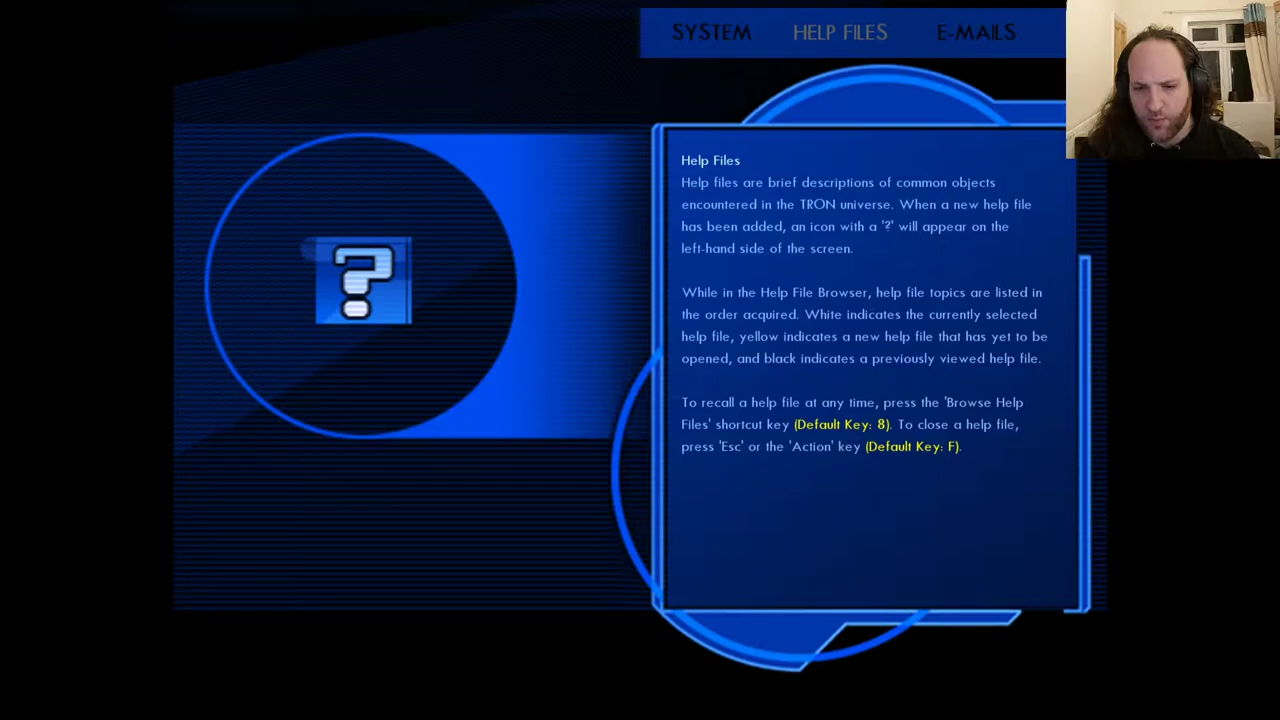 SYSTEM HELP FILES E-MAILS
?
Help Files
Help files are brief descriptions of common objects
encountered in the TRON universe. When a new help file
has been added, an icon with a '?' will appear on the
left-hand side of the screen.
While in the Help File Browser, help file topics are listed in
the order acquired. White indicates the currently selected
help file, yellow indicates a new help file that has yet to be
opened, and black indicates a previously viewed help file.
To recall a help file at any time, press the 'Browse Help
Files' shortcut key (Default Key: 8). To close a help file,
press 'Esc' or the 'Action' key (Default Key: F).